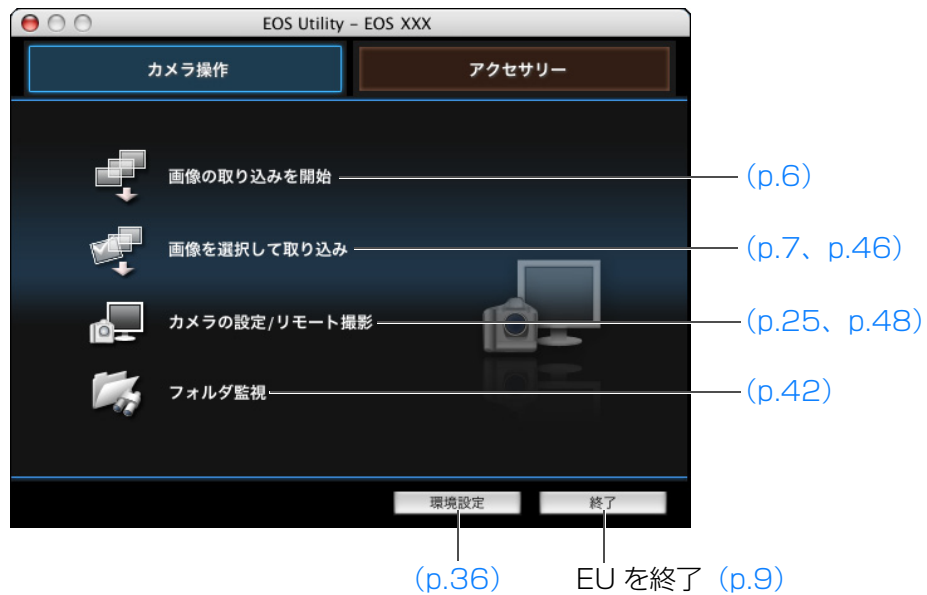 EOS Utility – EOS XXX
カメラ操作 アクセサリー
画像の取り込みを開始 (p.6)
画像を選択して取り込み (p.7、p.46)
カメラの設定/リモート撮影 (p.25、p.48)
フォルダ監視 (p.42)
環境設定 終了
(p.36) EU を終了 (p.9)